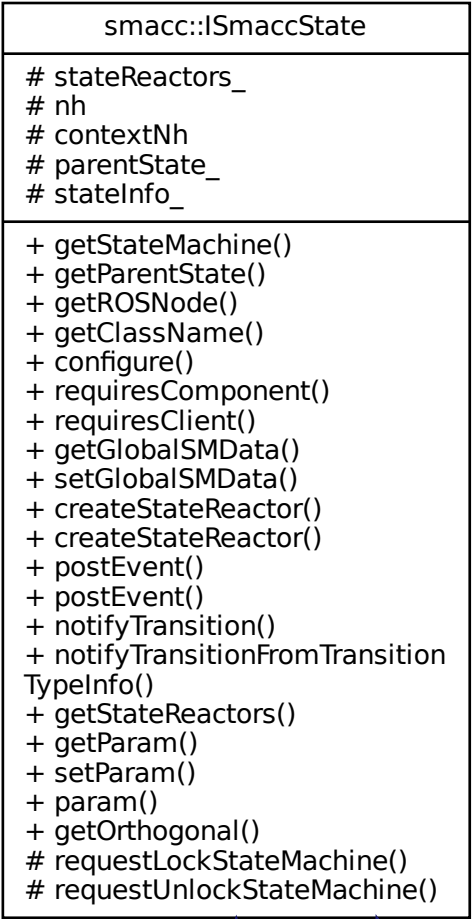 smacc::ISmaccState
# stateReactors_
# nh
# contextNh
# parentState_
# stateInfo_
+ getStateMachine()
+ getParentState()
+ getROSNode()
+ getClassName()
+ configure()
+ requiresComponent()
+ requiresClient()
+ getGlobalSMData()
+ setGlobalSMData()
+ createStateReactor()
+ createStateReactor()
+ postEvent()
+ postEvent()
+ notifyTransition()
+ notifyTransitionFromTransition
TypeInfo()
+ getStateReactors()
+ getParam()
+ setParam()
+ param()
+ getOrthogonal()
# requestLockStateMachine()
# requestUnlockStateMachine()